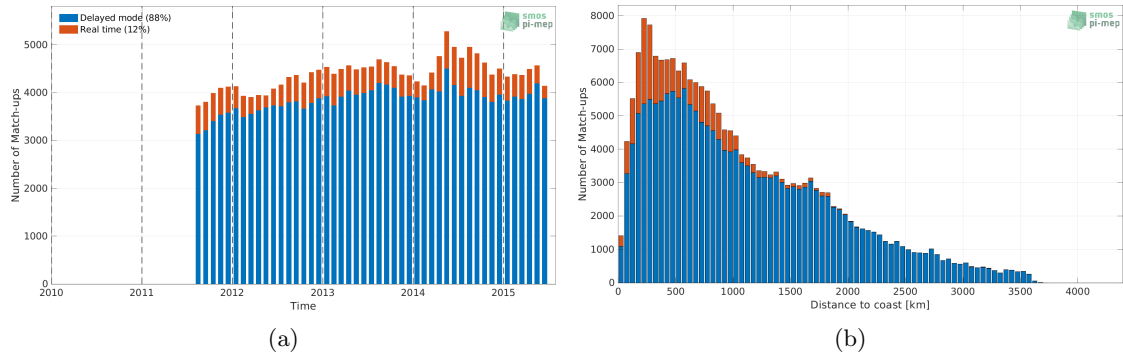 Delayed mode (88%)
Real time (12%)
smos
pi-mep
5000
4000
3000
2000
1000
0
Number of Match-ups
2010 2011 2012 2013 2014 2015
Time
(a)
smos
pi-mep
8000
7000
6000
5000
4000
3000
2000
1000
0
Number of Match-ups
0 500 1000 1500 2000 2500 3000 3500 4000
Distance to coast [km]
(b)